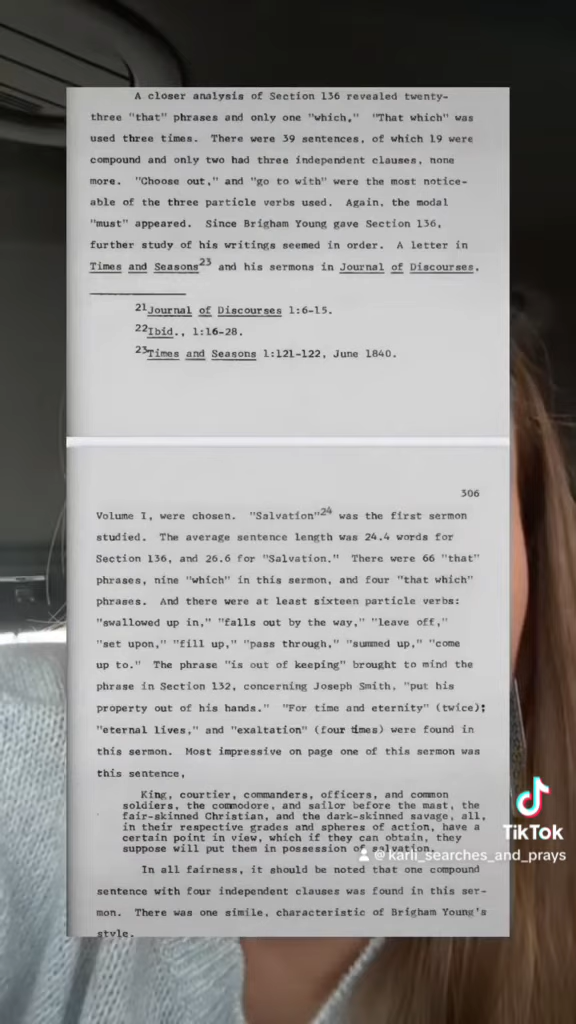 A closer analysis of Section 136 revealed twenty-
three "that" phrases and only one "which," "That which" was
used three times. There were 39 sentences, of which 19 were
compound and only two had three independent clauses, none
more. "Choose out," and "go to with" were the most notice-
able of the three particle verbs used. Again, the modal
"must" appeared. Since Brigham Young gave Section 136,
further study of his writings seemed in order. A letter in
Times and Seasons23 and his sermons in Journal of Discourses,
21Journal of Discourses 1:6-15.
22Ibid., 1:16-28.
23Times and Seasons 1:121-122, June 1840.
306
Volume I, were chosen. "Salvation"24 was the first sermon
studied. The average sentence length was 24.4 words for
Section 136, and 26.6 for "Salvation." There were 66 "that"
phrases, nine "which" in this sermon, and four "that which"
phrases. And there were at least sixteen particle verbs:
"swallowed up in," "falls out by the way," "leave off,"
"set upon," "fill up," "pass through," "summed up," "come
up to." The phrase "is out of keeping" brought to mind the
phrase in Section 132, concerning Joseph Smith, "put his
property out of his hands." "For time and eternity" (twice);
"eternal lives," and "exaltation" (four times) were found in
this sermon. Most impressive on page one of this sermon was
this sentence,
King, courtier, commanders, officers, and common
soldiers, the commodore, and sailor before the mast, the
fair-skinned Christian, and the dark-skinned savage, all,
in their respective grades and spheres of action, have a
certain point in view, which if they can obtain, they
suppose will put them in possession of salvation.
In all fairness, it should be noted that one compound
sentence with four independent clauses was found in this ser-
mon. There was one simile, characteristic of Brigham Young's
style.
TikTok
@karli_searches_and_prays